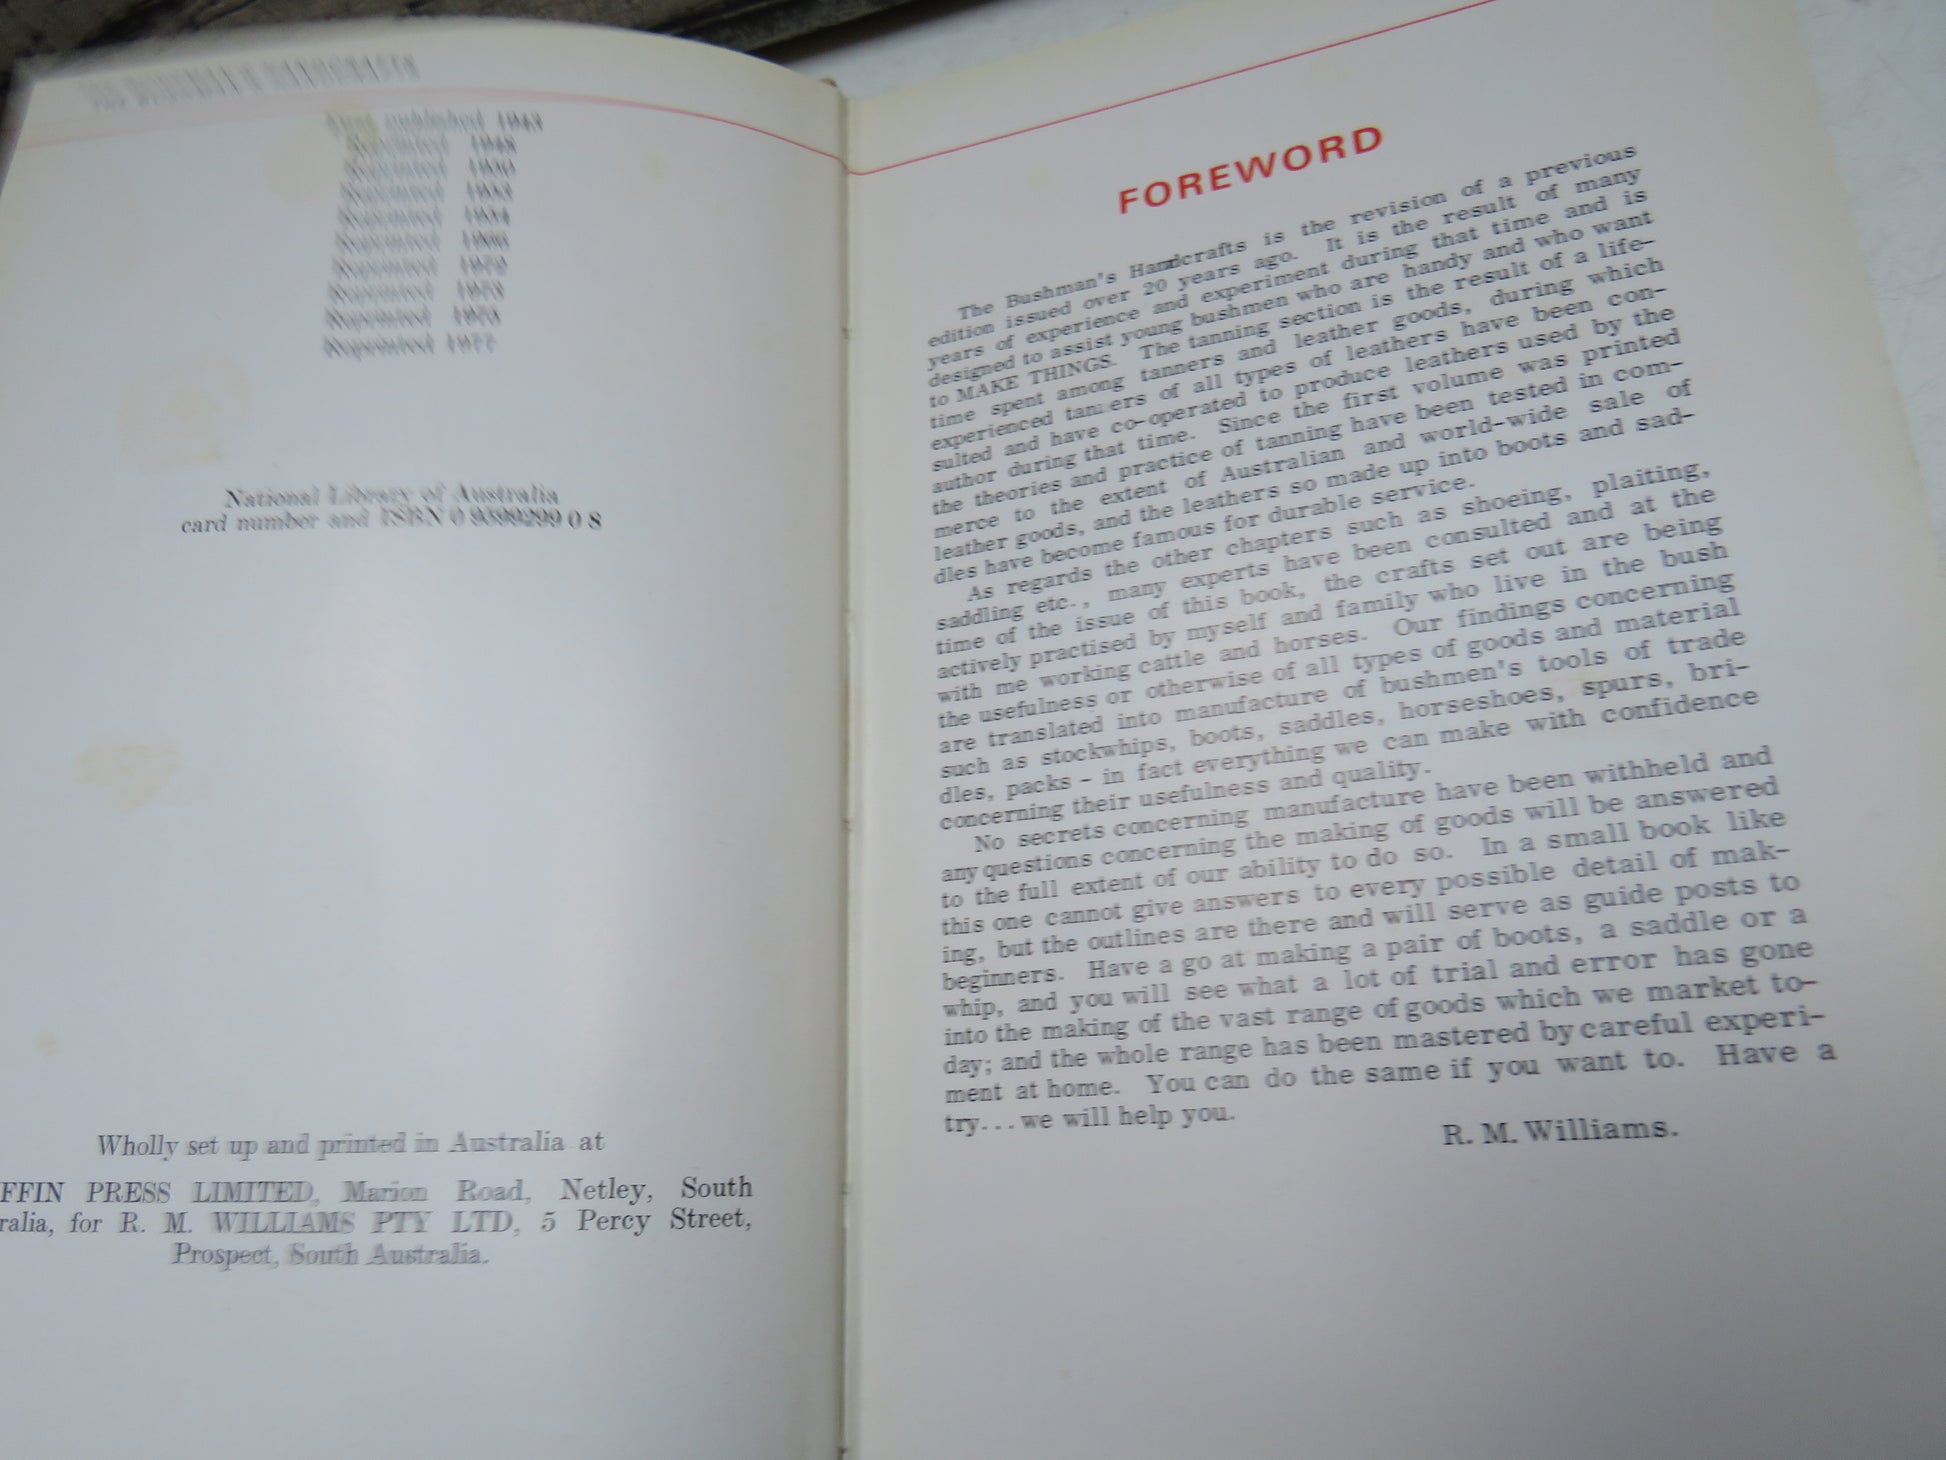 THE BUSHMAN'S HANDCRAFTS
First published 1943
Reprinted 1948
Reprinted 1950
Reprinted
Reprinted
Reprinted
Reprinted 1972
Reprinted 1973
Reprinted 1975
Reprinted 1977
National Library of Australia
card number and ISBN 0 9599299 0 8
Wholly set up and printed in Australia at
FFIN PRESS LIMITED, Marion Road, Netley, South
ralia, for R. M. WILLIAMS PTY LTD, 5 Percy Street,
Prospect, South Australia.
FOREWORD
The Bushman's Handcrafts is the revision of a previous
edition issued over 20 years ago. It is the result of many
years of experience and experiment during that time and is
designed to assist young bushmen who are handy and who want
to MAKE THINGS. The tanning section is the result of a life-
time spent among tanners and leather goods, during which
experienced tanners of all types of leathers have been con-
sulted and have co-operated to produce leathers used by the
author during that time. Since the first volume was printed
the theories and practice of tanning have been tested in com-
merce to the extent of Australian and world-wide sale of
leather goods, and the leathers so made up into boots and sad-
dles have become famous for durable service.
As regards the other chapters such as shoeing, plaiting,
saddling etc., many experts have been consulted and at the
time of the issue of this book, the crafts set out are being
actively practised by myself and family who live in the bush
with me working cattle and horses. Our findings concerning
the usefulness or otherwise of all types of goods and material
are translated into manufacture of bushmen's tools of trade
such as stockwhips, boots, saddles, horseshoes, spurs, bri-
dles, packs - in fact everything we can make with confidence
concerning their usefulness and quality.
No secrets concerning manufacture have been withheld and
any questions concerning the making of goods will be answered
to the full extent of our ability to do so. In a small book like
this one cannot give answers to every possible detail of mak-
ing, but the outlines are there and will serve as guide posts to
beginners. Have a go at making a pair of boots, a saddle or a
whip, and you will see what a lot of trial and error has gone
into the making of the vast range of goods which we market to-
day; and the whole range has been mastered by careful experi-
ment at home. You can do the same if you want to. Have a
try...we will help you.
R. M. Williams.